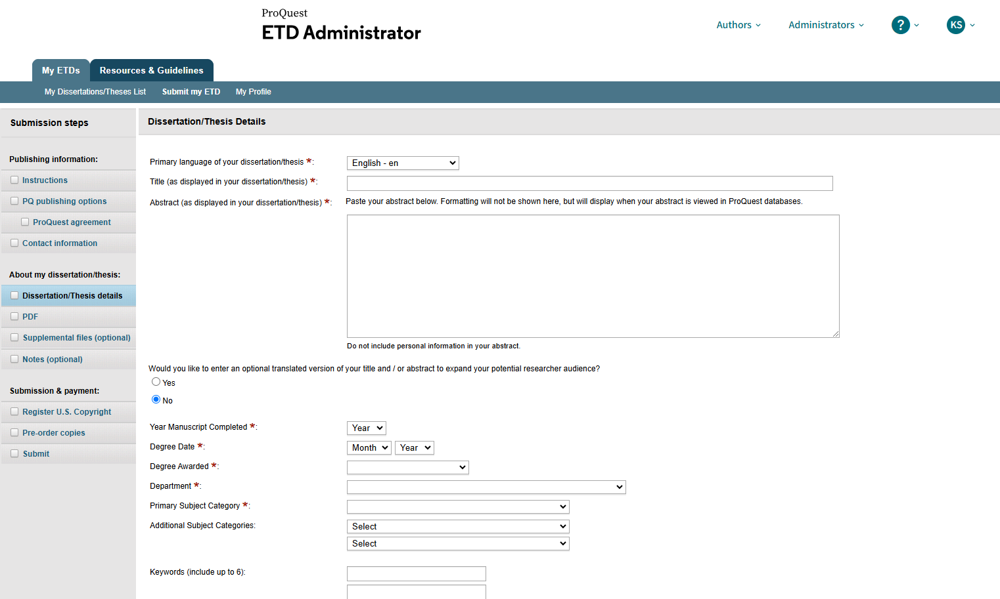 ProQuest
ETD Administrator
Authors
Administrators
?
KS
My ETDs
Resources & Guidelines
My Dissertations/Theses List
Submit my ETD
My Profile
Submission steps
Publishing information:
Instructions
PQ publishing options
ProQuest agreement
Contact information
About my dissertation/thesis:
Dissertation/Thesis details
PDF
Supplemental files (optional)
Notes (optional)
Submission & payment:
Register U.S. Copyright
Pre-order copies
Submit
Dissertation/Thesis Details
Primary language of your dissertation/thesis *: English - en
Title (as displayed in your dissertation/thesis) *:
Abstract (as displayed in your dissertation/thesis) *: Paste your abstract below. Formatting will not be shown here, but will display when your abstract is viewed in ProQuest databases.
Do not include personal information in your abstract.
Would you like to enter an optional translated version of your title and / or abstract to expand your potential researcher audience?
Yes
No
Year Manuscript Completed *: Year
Degree Date *: Month Year
Degree Awarded *:
Department *:
Primary Subject Category *:
Additional Subject Categories: Select
Select
Keywords (include up to 6):